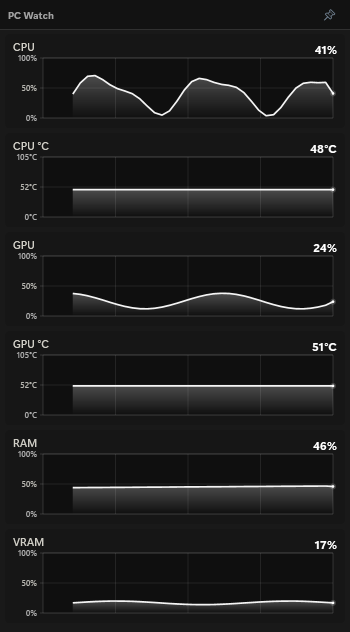 PC Watch
CPU
41%
100%
50%
0%
CPU °C
48°C
105°C
52°C
0°C
GPU
24%
100%
50%
0%
GPU °C
51°C
105°C
52°C
0°C
RAM
46%
100%
50%
0%
VRAM
17%
100%
50%
0%